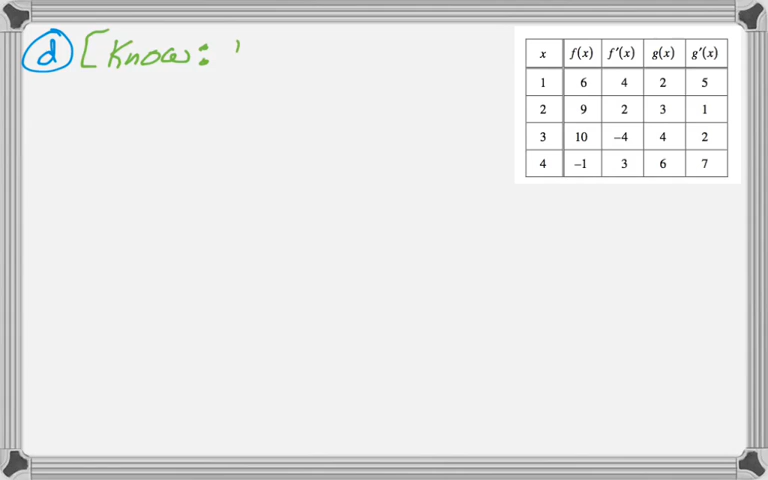 d [Know: '
x f(x) f′(x) g(x) g′(x)
1 6 4 2 5
2 9 2 3 1
3 10 –4 4 2
4 –1 3 6 7